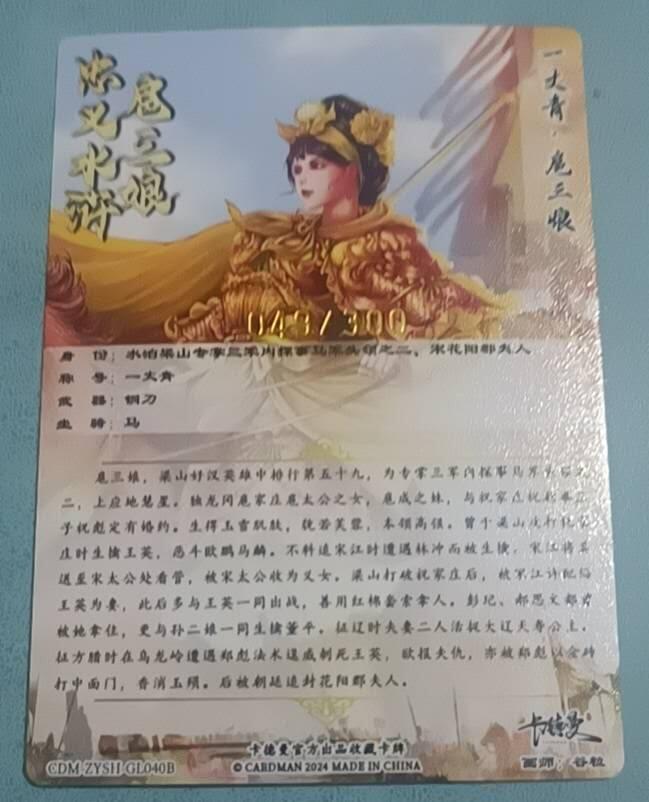 忠义水浒
扈三娘
一丈青·扈三娘
049/300
身 份：水泊梁山专掌三军内探事马军头领之二、宋花阳郡夫人
称 号：一丈青
武 器：钢刀
坐 骑：马
扈三娘，梁山好汉英雄中排行第五十九，为专掌三军内探事马军头领之
二，上应地慧星。独龙冈扈家庄扈太公之女，扈成之妹，与祝家庄祝朝奉三
子祝彪定有婚约。生得玉雪肌肤，貌若芙蓉，本领高强。曾于梁山攻打祝家
庄时生擒王英，恶斗欧鹏马麟。不料追宋江时遭遇林冲而被生擒，宋江将其
送至宋太公处看管，被宋太公收为义女。梁山打破祝家庄后，被宋江许配给
王英为妻，此后多与王英一同出战，善用红棉套索拿人。彭玘、郝思文都曾
被她拿住，更与孙二娘一同生擒董平。征辽时夫妻二人活捉大辽天寿公主。
征方腊时在乌龙岭遭遇郑彪法术逞威刺死王英，欲报夫仇，亦被郑彪以金砖
打中面门，香消玉殒。后被朝廷追封花阳郡夫人。
卡德曼
卡德曼官方出品收藏卡牌
CDM-ZYSH-GL040B
© CARDMAN 2024 MADE IN CHINA
画师：谷粒